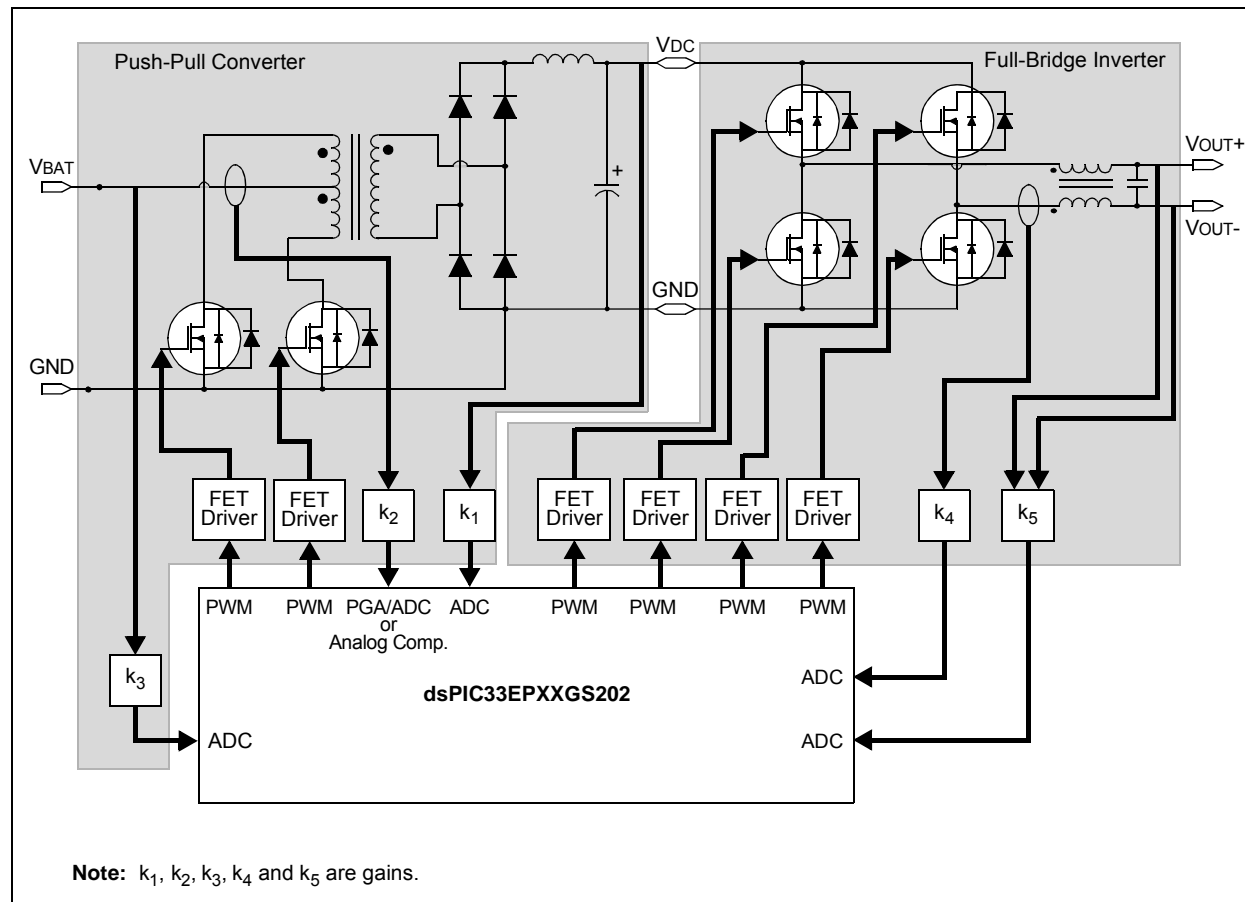 Push-Pull Converter
VDC
Full-Bridge Inverter
VBAT
+
VOUT+
VOUT-
GND
GND
FET
Driver
FET
Driver
k2
k1
FET
Driver
FET
Driver
FET
Driver
FET
Driver
k4
k5
PWM
PWM
PGA/ADC
or
Analog Comp.
ADC
PWM
PWM
PWM
PWM
k3
ADC
dsPIC33EPXXGS202
ADC
ADC
Note: k1, k2, k3, k4 and k5 are gains.